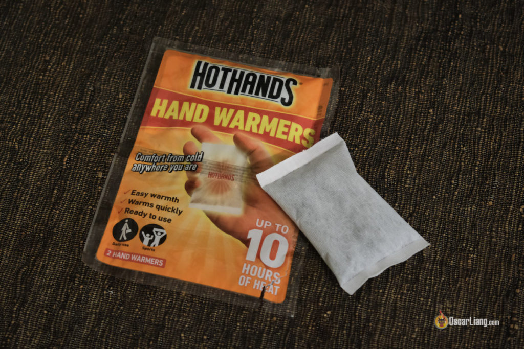 HOTHANDS
HAND WARMERS
Comfort from cold
anywhere you are
HOTHANDS
Easy warmth
Warms quickly
Ready to use
UP TO
10
HOURS
OF HEAT
2 HAND WARMERS
OscarLiang.com